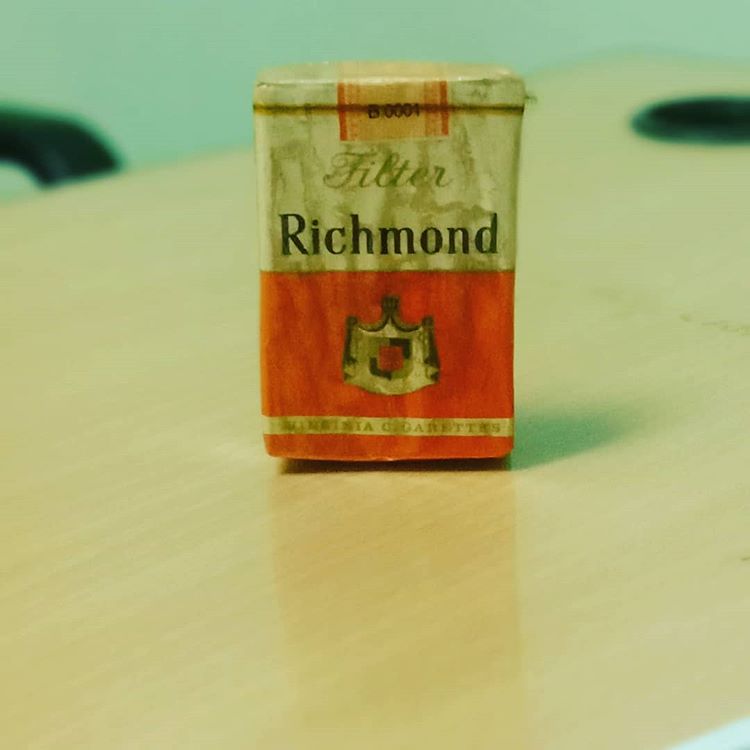 B 0001
Filter
Richmond
VIRGINIA CIGARETTES